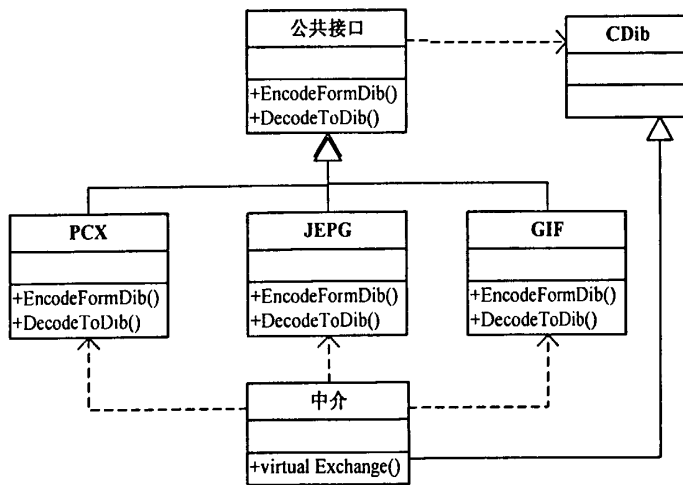 公共接口
CDib
+EncodeFormDib()
+DecodeToDib()
PCX
JEPG
GIF
+EncodeFormDib()
+EncodeFormDib()
+EncodeFormDib()
+DecodeToDib()
+DecodeToDib()
+DecodeToDib()
中介
+virtual Exchange()